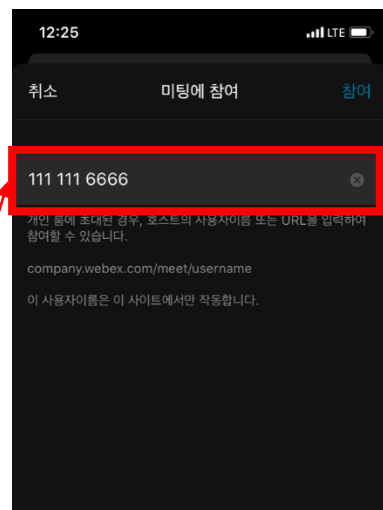 12:25 LTE
취소 미팅에 참여 참여
111 111 6666
개인 룸에 초대된 경우, 호스트의 사용자이름 또는 URL을 입력하여
참여할 수 있습니다.
company.webex.com/meet/username
이 사용자이름은 이 사이트에서만 작동합니다.